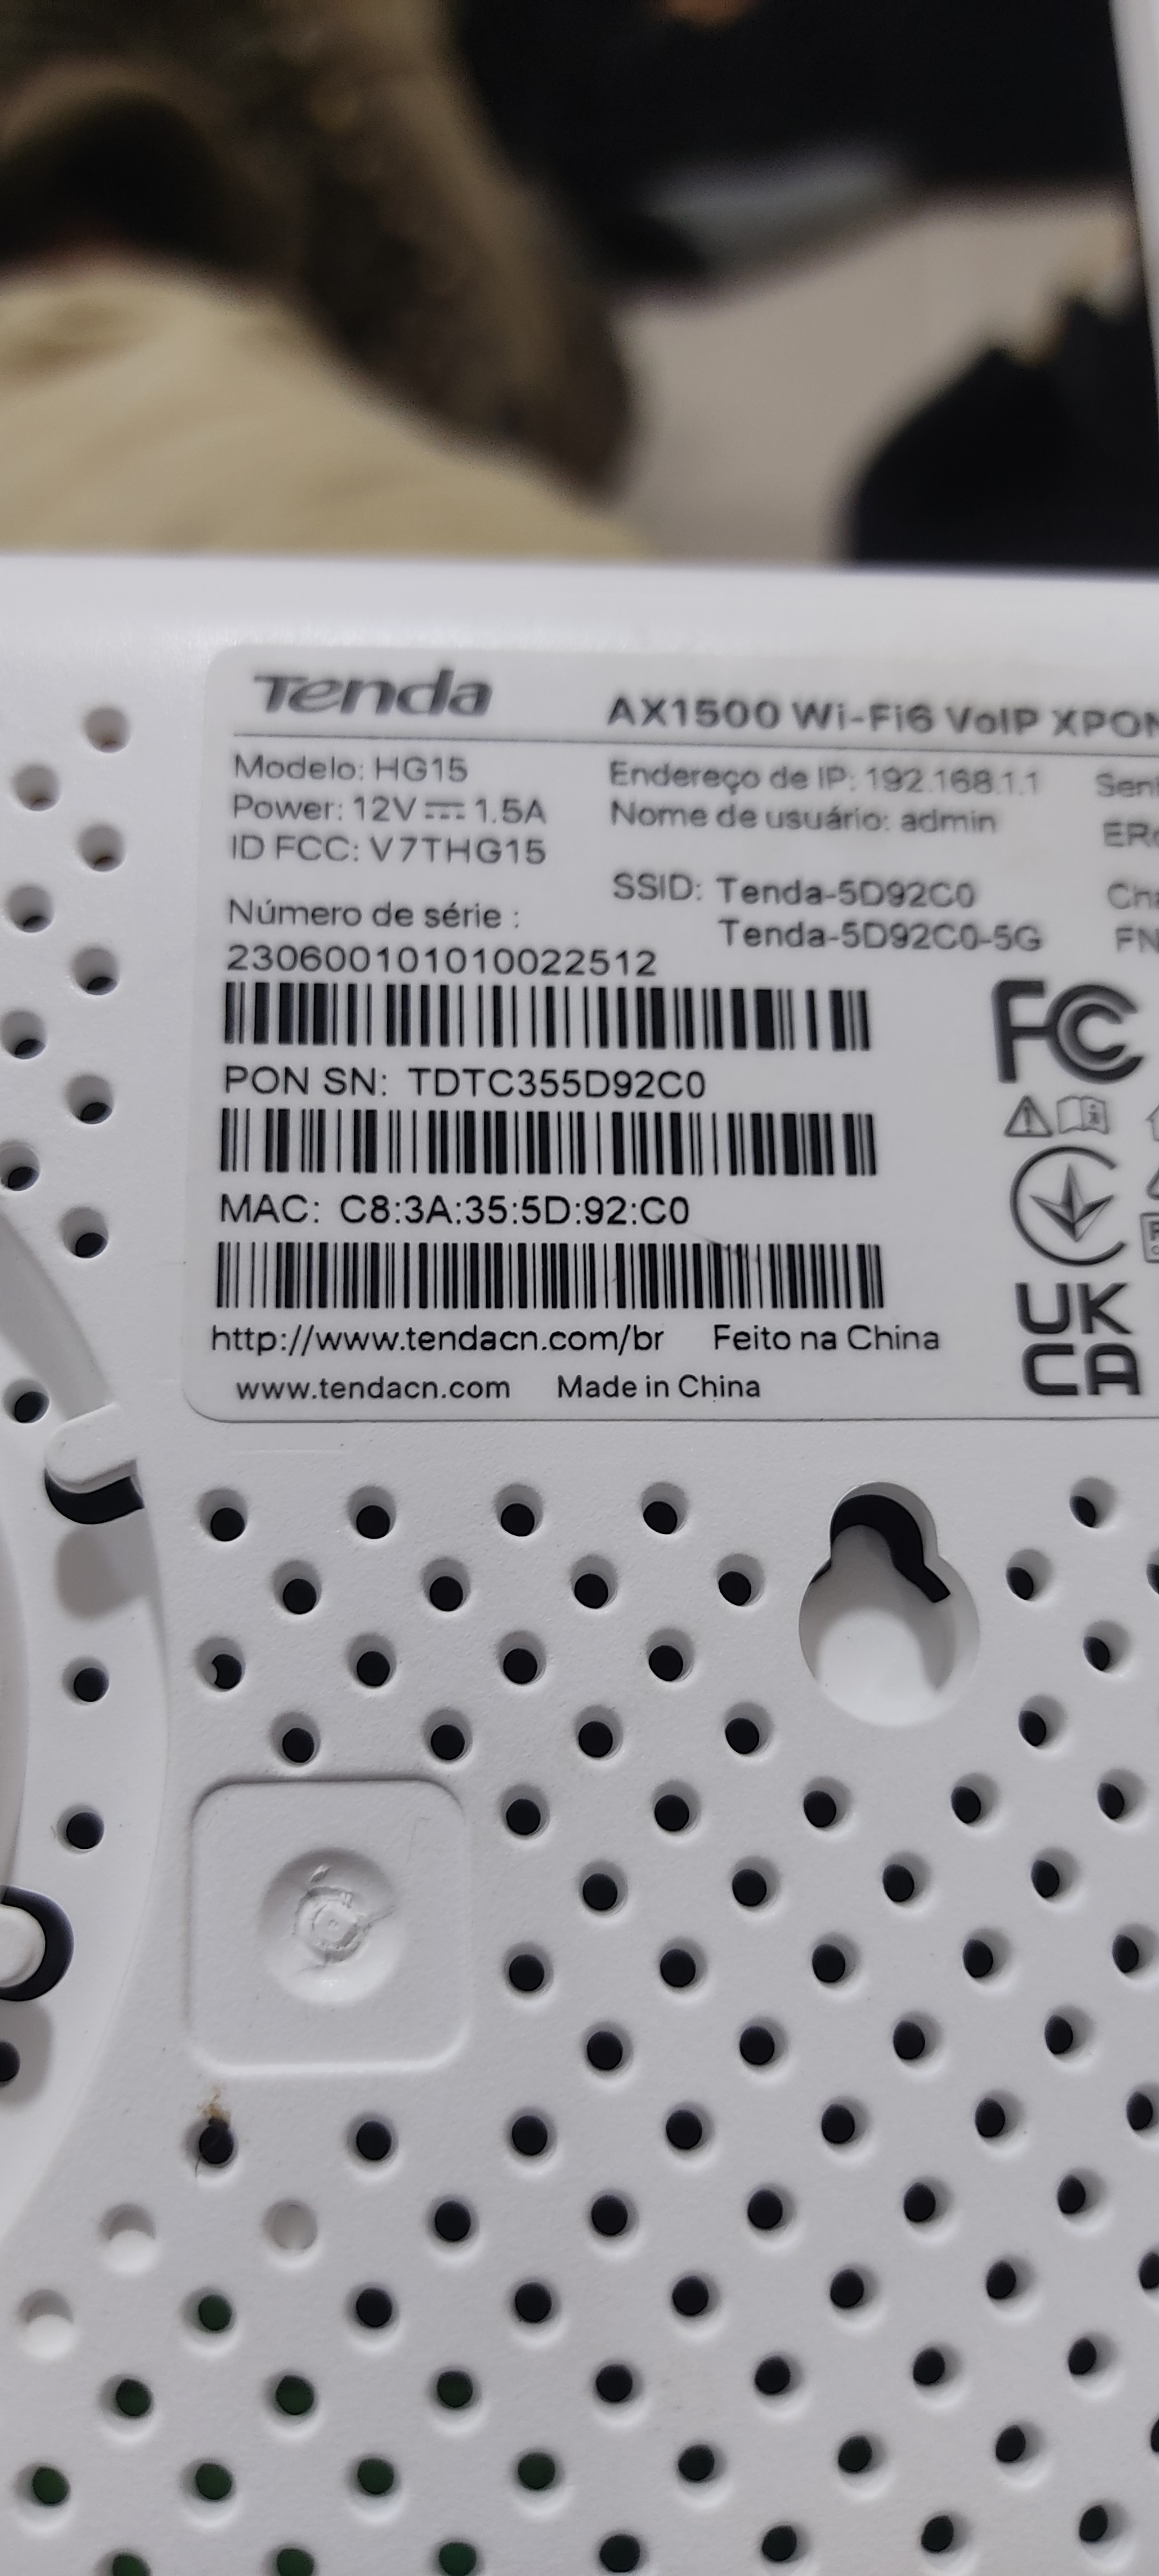 Tenda
AX1500 Wi-Fi6 VoIP XPON
Modelo: HG15
Power: 12V 1.5A
ID FCC: V7THG15
Número de série :
230600101010022512
Endereço de IP: 192.168.1.1
Nome de usuário: admin
SSID: Tenda-5D92C0
Tenda-5D92C0-5G
FC
PON SN: TDTC355D92C0
MAC: C8:3A:35:5D:92:C0
http://www.tendacn.com/br Feito na China
www.tendacn.com Made in China
UK
CA